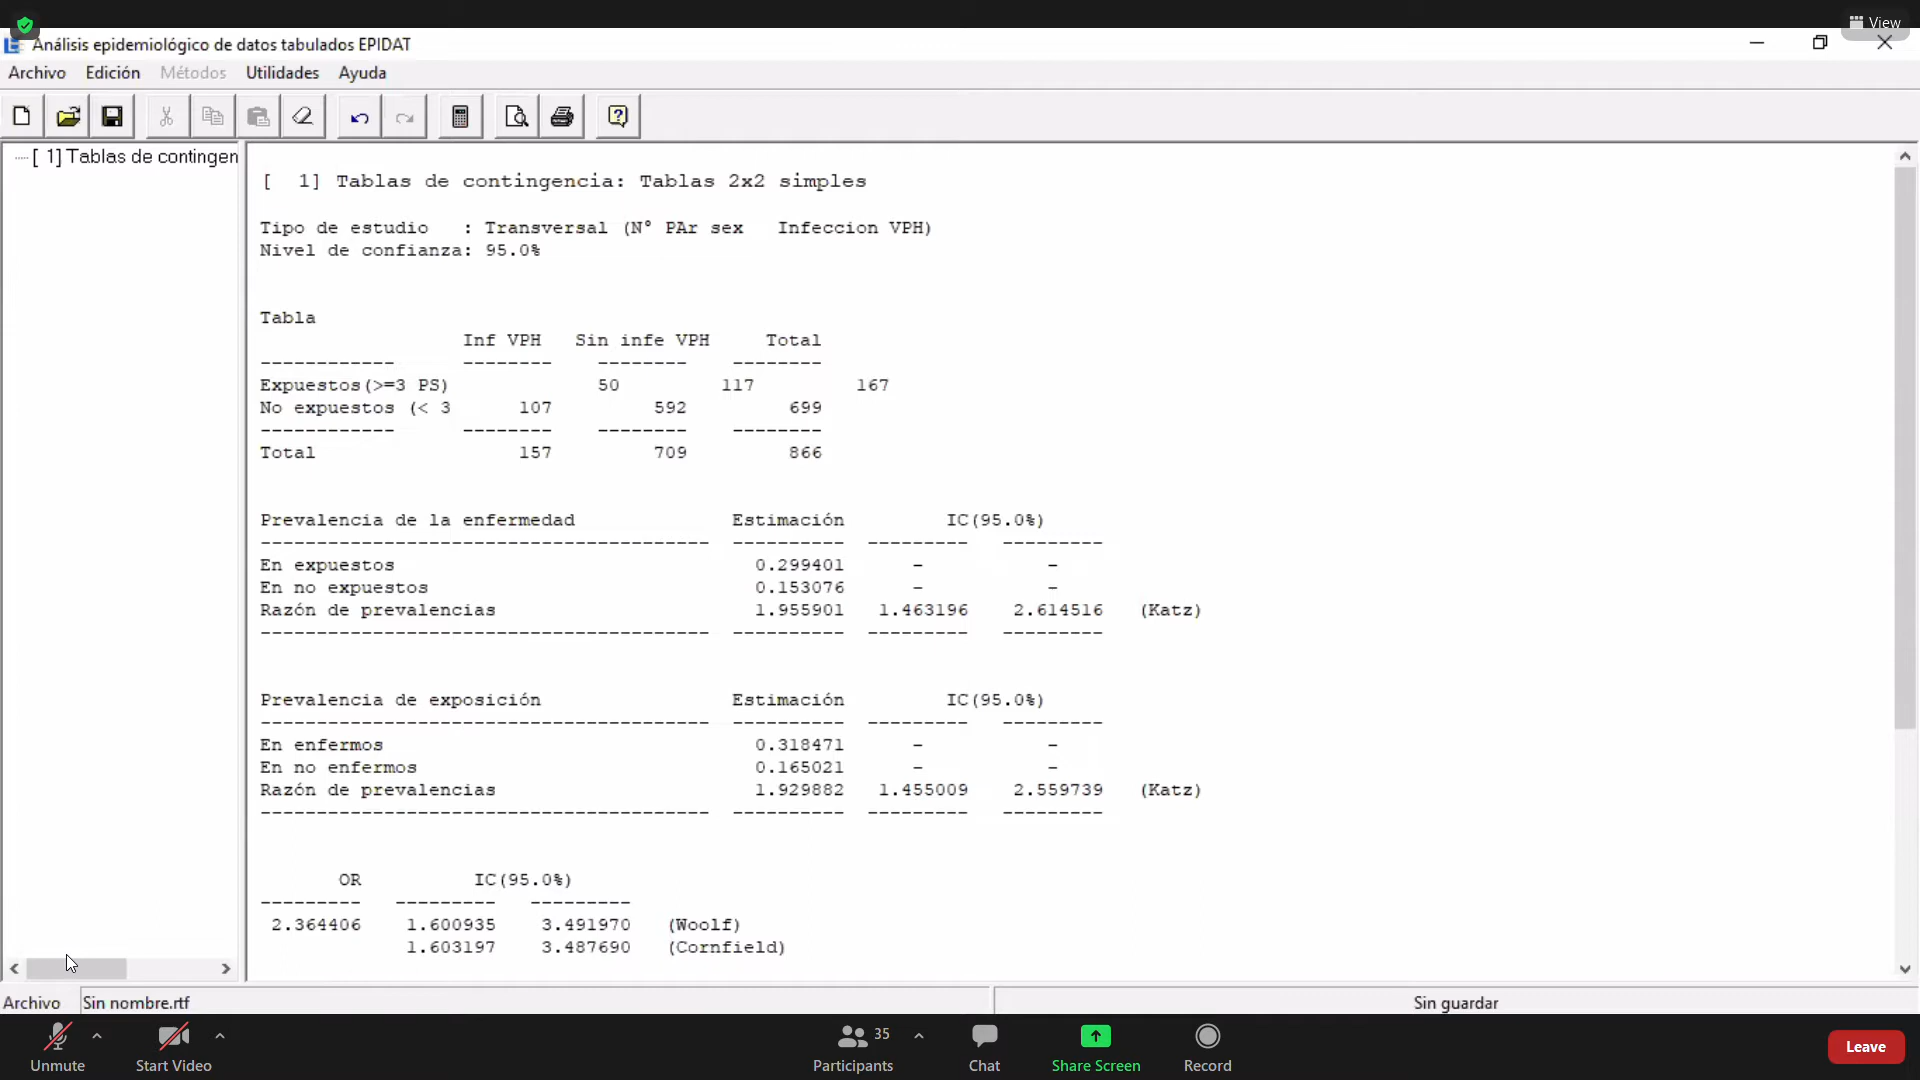 View
Análisis epidemiológico de datos tabulados EPIDAT
Archivo Edición Métodos Utilidades Ayuda
[ 1] Tablas de contingen
[ 1] Tablas de contingencia: Tablas 2x2 simples
Tipo de estudio : Transversal (N° PAr sex Infeccion VPH)
Nivel de confianza: 95.0%
Tabla
Inf VPH Sin infe VPH Total
------------ -------- -------- --------
Expuestos(>=3 PS) 50 117 167
No expuestos (< 3 107 592 699
------------ -------- -------- --------
Total 157 709 866
Prevalencia de la enfermedad Estimación IC(95.0%)
---------------------------------------- ---------- --------- ---------
En expuestos 0.299401 - -
En no expuestos 0.153076 - -
Razón de prevalencias 1.955901 1.463196 2.614516 (Katz)
---------------------------------------- ---------- --------- ---------
Prevalencia de exposición Estimación IC(95.0%)
---------------------------------------- ---------- --------- ---------
En enfermos 0.318471 - -
En no enfermos 0.165021 - -
Razón de prevalencias 1.929882 1.455009 2.559739 (Katz)
---------------------------------------- ---------- --------- ---------
OR IC(95.0%)
--------- --------- ---------
2.364406 1.600935 3.491970 (Woolf)
1.603197 3.487690 (Cornfield)
Archivo Sin nombre.rtf Sin guardar
35
Unmute Start Video Participants Chat Share Screen Record Leave